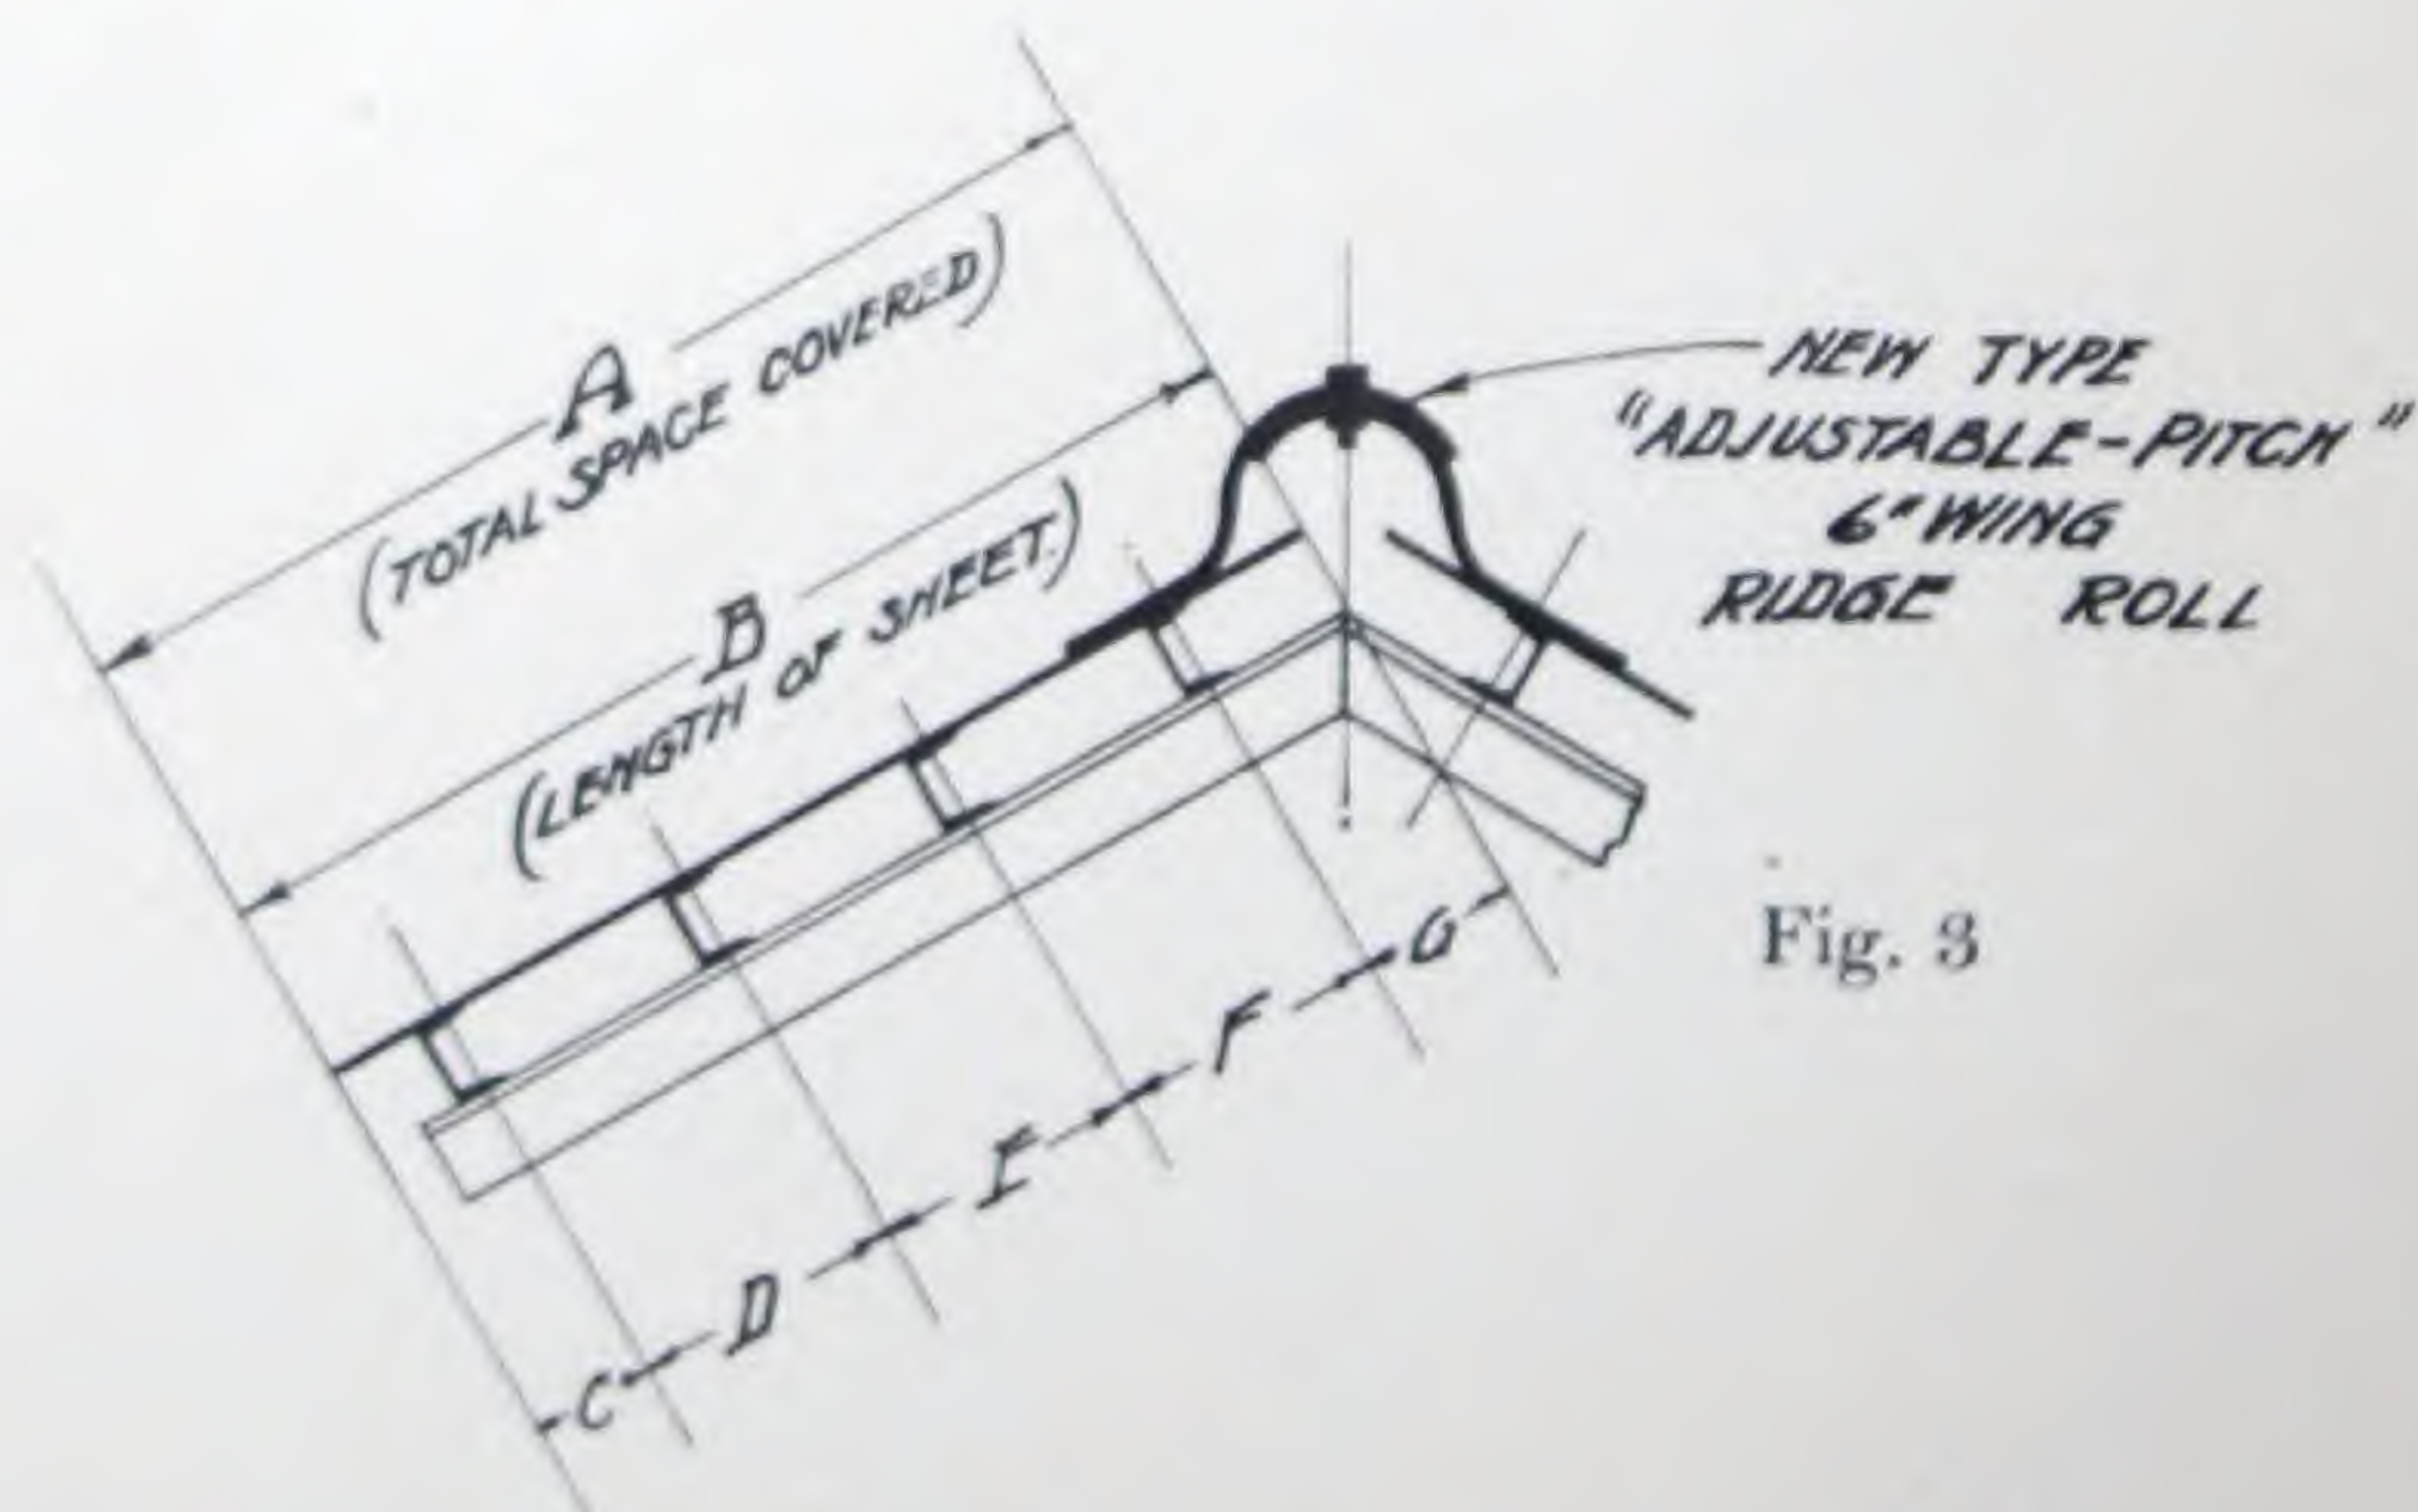 A
(TOTAL SPACE COVERED)
B
(LENGTH OF SHEET.)
NEW TYPE
"ADJUSTABLE-PITCH"
6" WING
RIDGE ROLL
C
D
E
F
G
Fig. 3